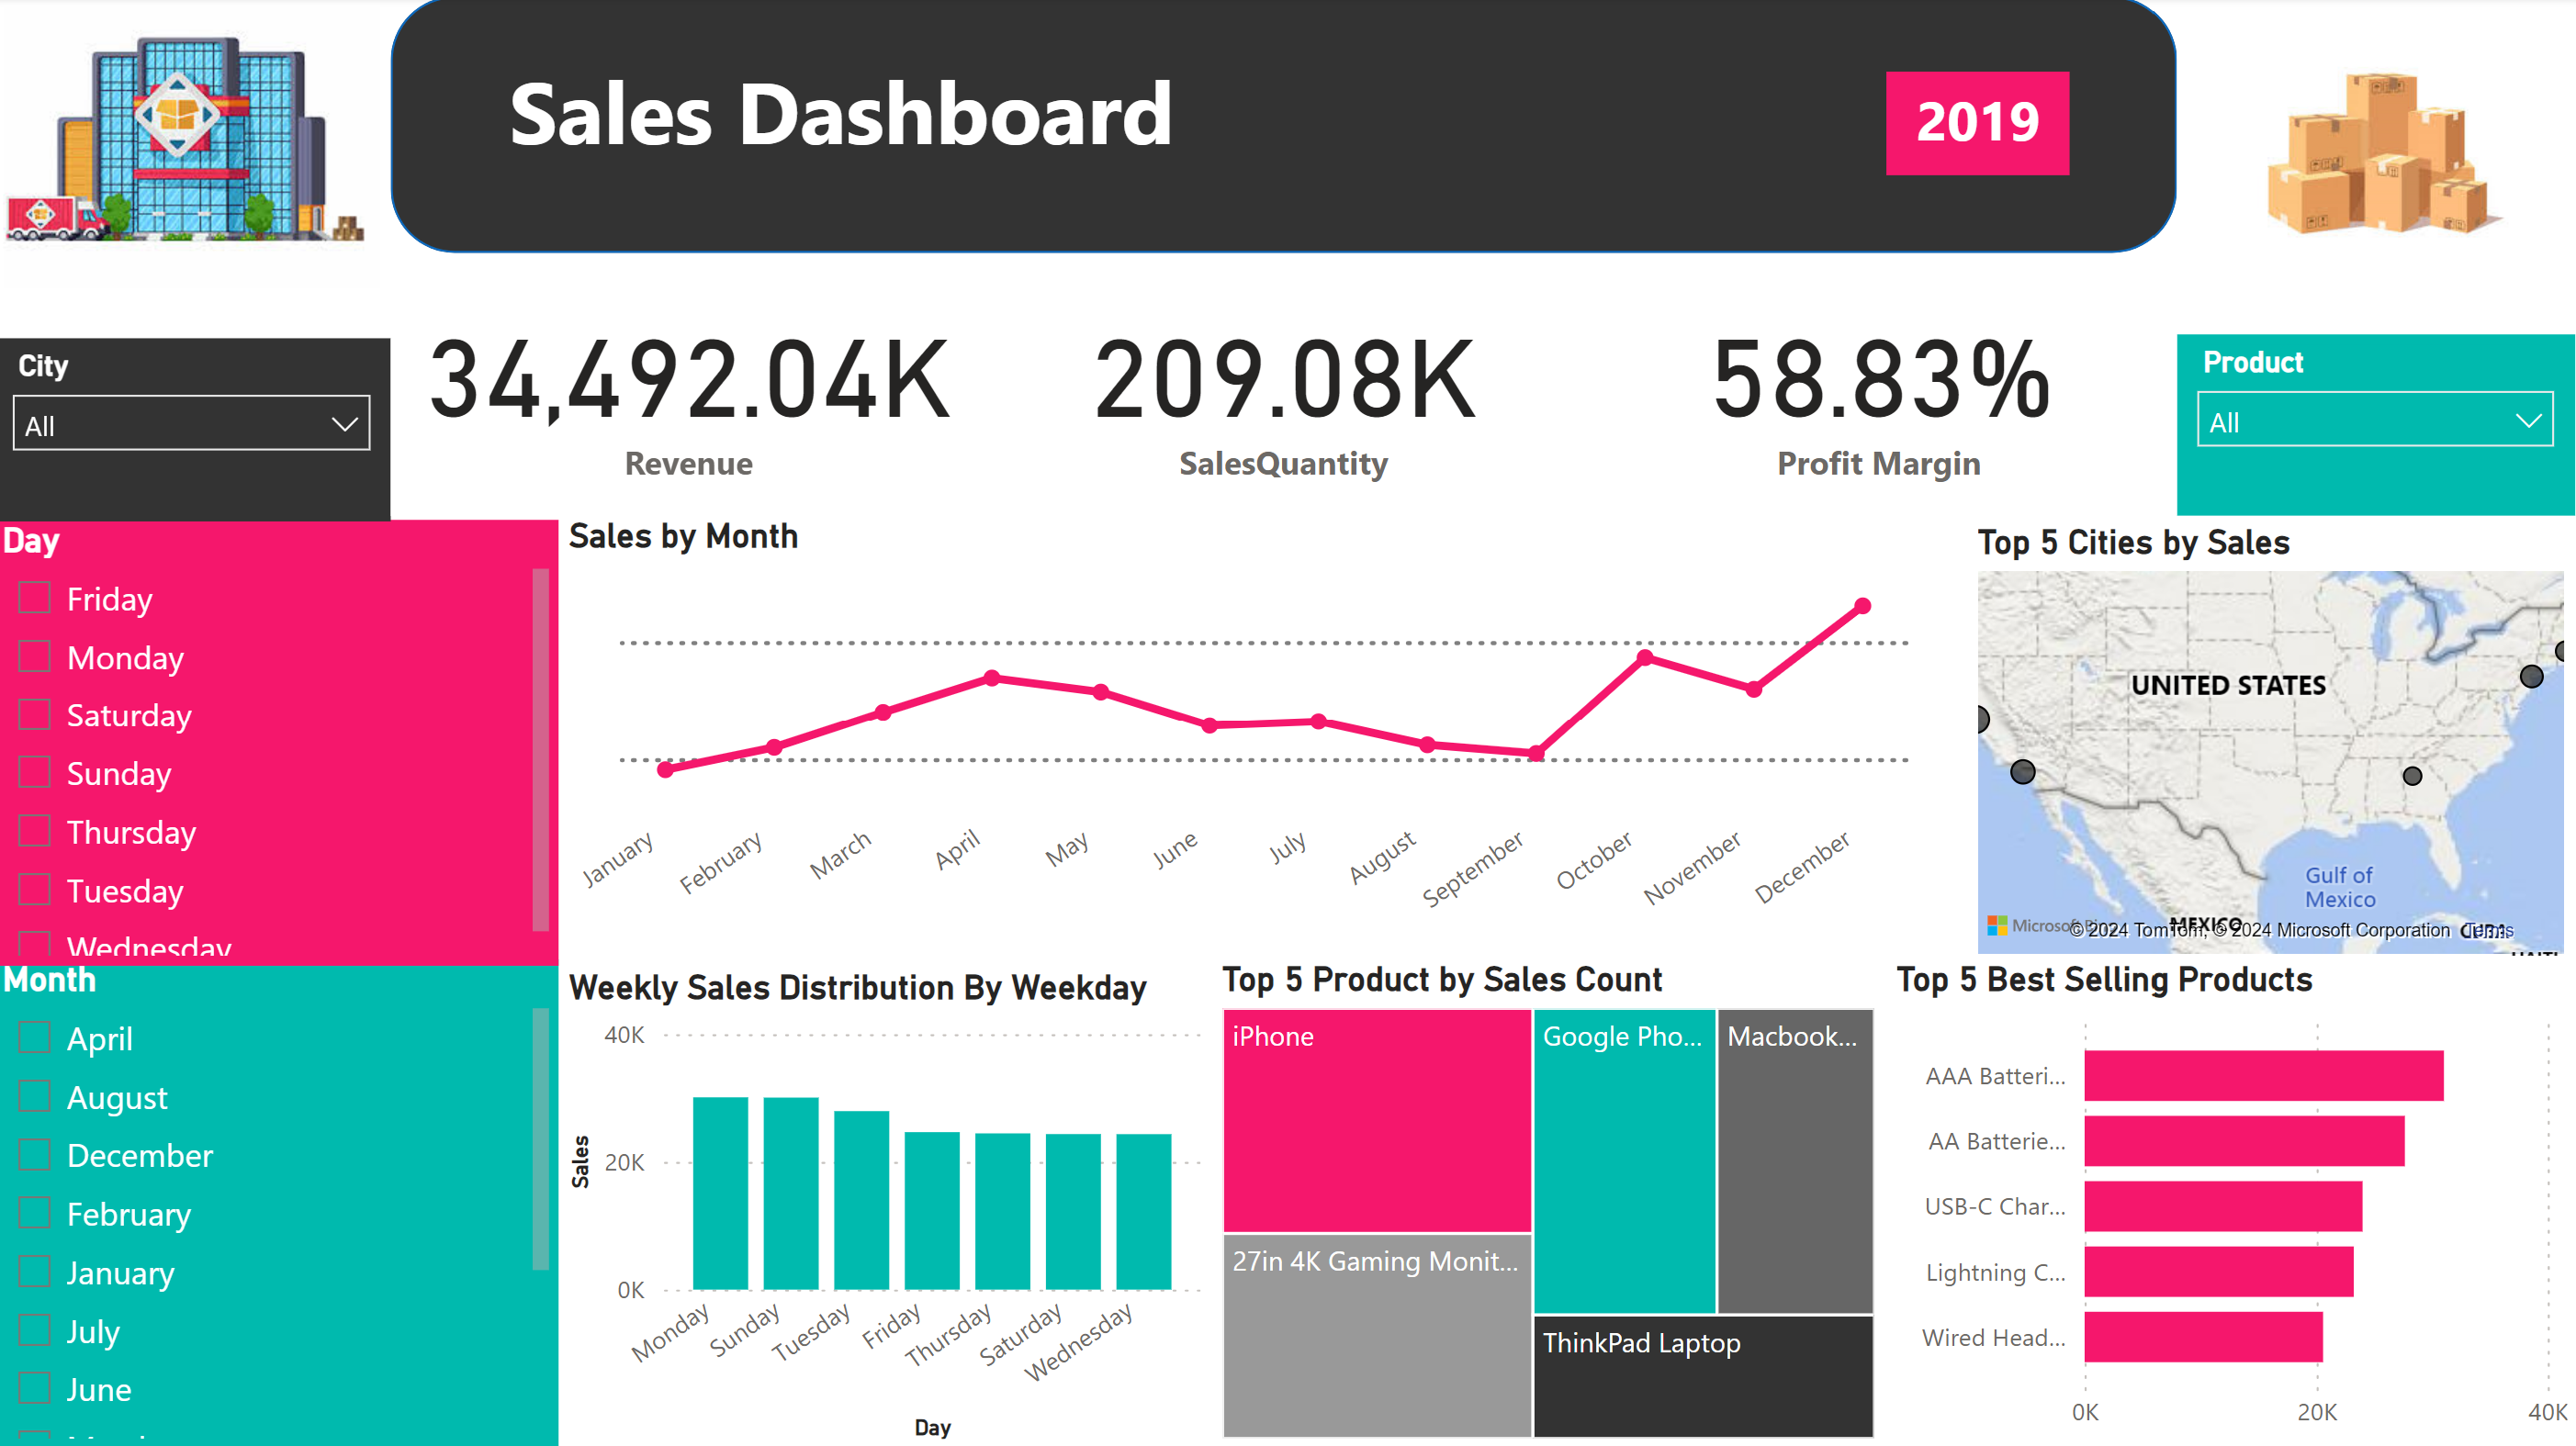 Sales Dashboard
2019
City
All
34,492.04K
Revenue
209.08K
SalesQuantity
58.83%
Profit Margin
Product
All
Day
Friday
Monday
Saturday
Sunday
Thursday
Tuesday
Wednesday
Month
April
August
December
February
January
July
June
Sales by Month
January
February
March
April
May
June
July
August
September
October
November
December
Top 5 Cities by Sales
UNITED STATES
Gulf of
Mexico
MEXICO
© 2024 TomTom, © 2024 Microsoft Corporation Terms
Weekly Sales Distribution By Weekday
Sales
40K
20K
0K
Monday
Sunday
Tuesday
Friday
Thursday
Saturday
Wednesday
Day
Top 5 Product by Sales Count
iPhone
Google Pho...
Macbook...
27in 4K Gaming Monit...
ThinkPad Laptop
Top 5 Best Selling Products
AAA Batteri...
AA Batterie...
USB-C Char...
Lightning C...
Wired Head...
0K
20K
40K